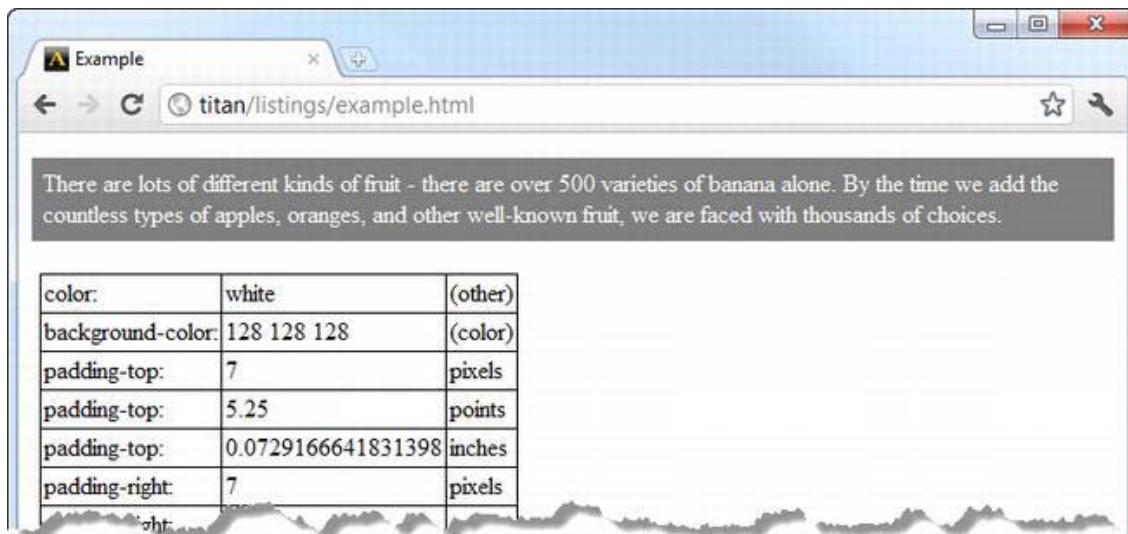 Example
titan/listings/example.html
There are lots of different kinds of fruit - there are over 500 varieties of banana alone. By the time we add the
countless types of apples, oranges, and other well-known fruit, we are faced with thousands of choices.
color: white (other)
background-color: 128 128 128 (color)
padding-top: 7 pixels
padding-top: 5.25 points
padding-top: 0.0729166641831398 inches
padding-right: 7 pixels